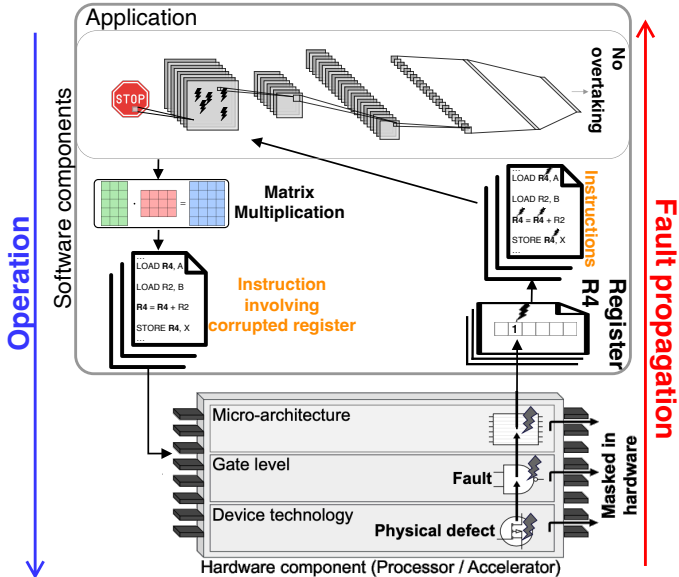 Application
Operation
Software components
STOP
No
overtaking
Matrix
Multiplication
...
LOAD R4, A
LOAD R2, B
R4 = R4 + R2
STORE R4, X
...
Instruction
involving
corrupted register
...
LOAD R4, A
LOAD R2, B
R4 = R4 + R2
STORE R4, X
...
Instructions
1
Register
R4
Fault propagation
Micro-architecture
Gate level
Fault
Device technology
Physical defect
Masked in
hardware
Hardware component (Processor / Accelerator)